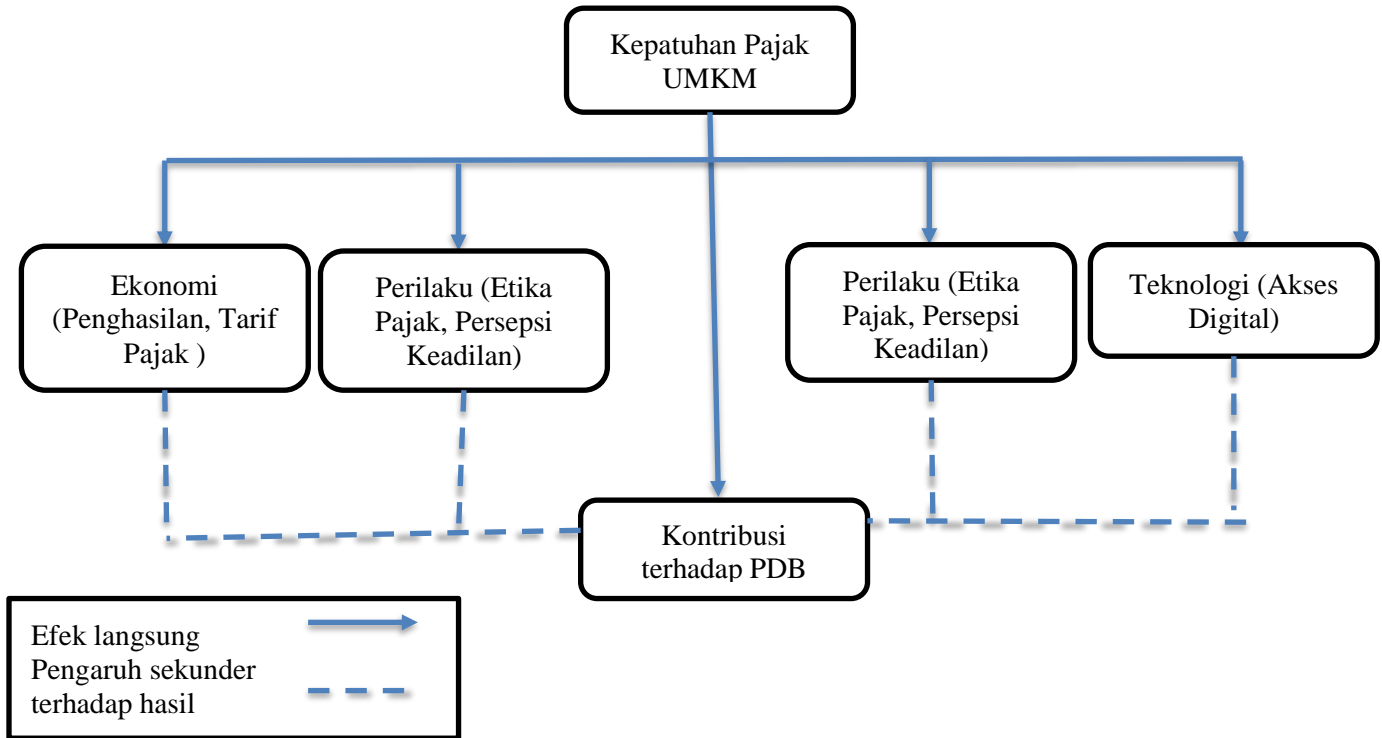 Kepatuhan Pajak
UMKM
Ekonomi
(Penghasilan, Tarif
Pajak )
Perilaku (Etika
Pajak, Persepsi
Keadilan)
Perilaku (Etika
Pajak, Persepsi
Keadilan)
Teknologi (Akses
Digital)
Kontribusi
terhadap PDB
Efek langsung
Pengaruh sekunder
terhadap hasil